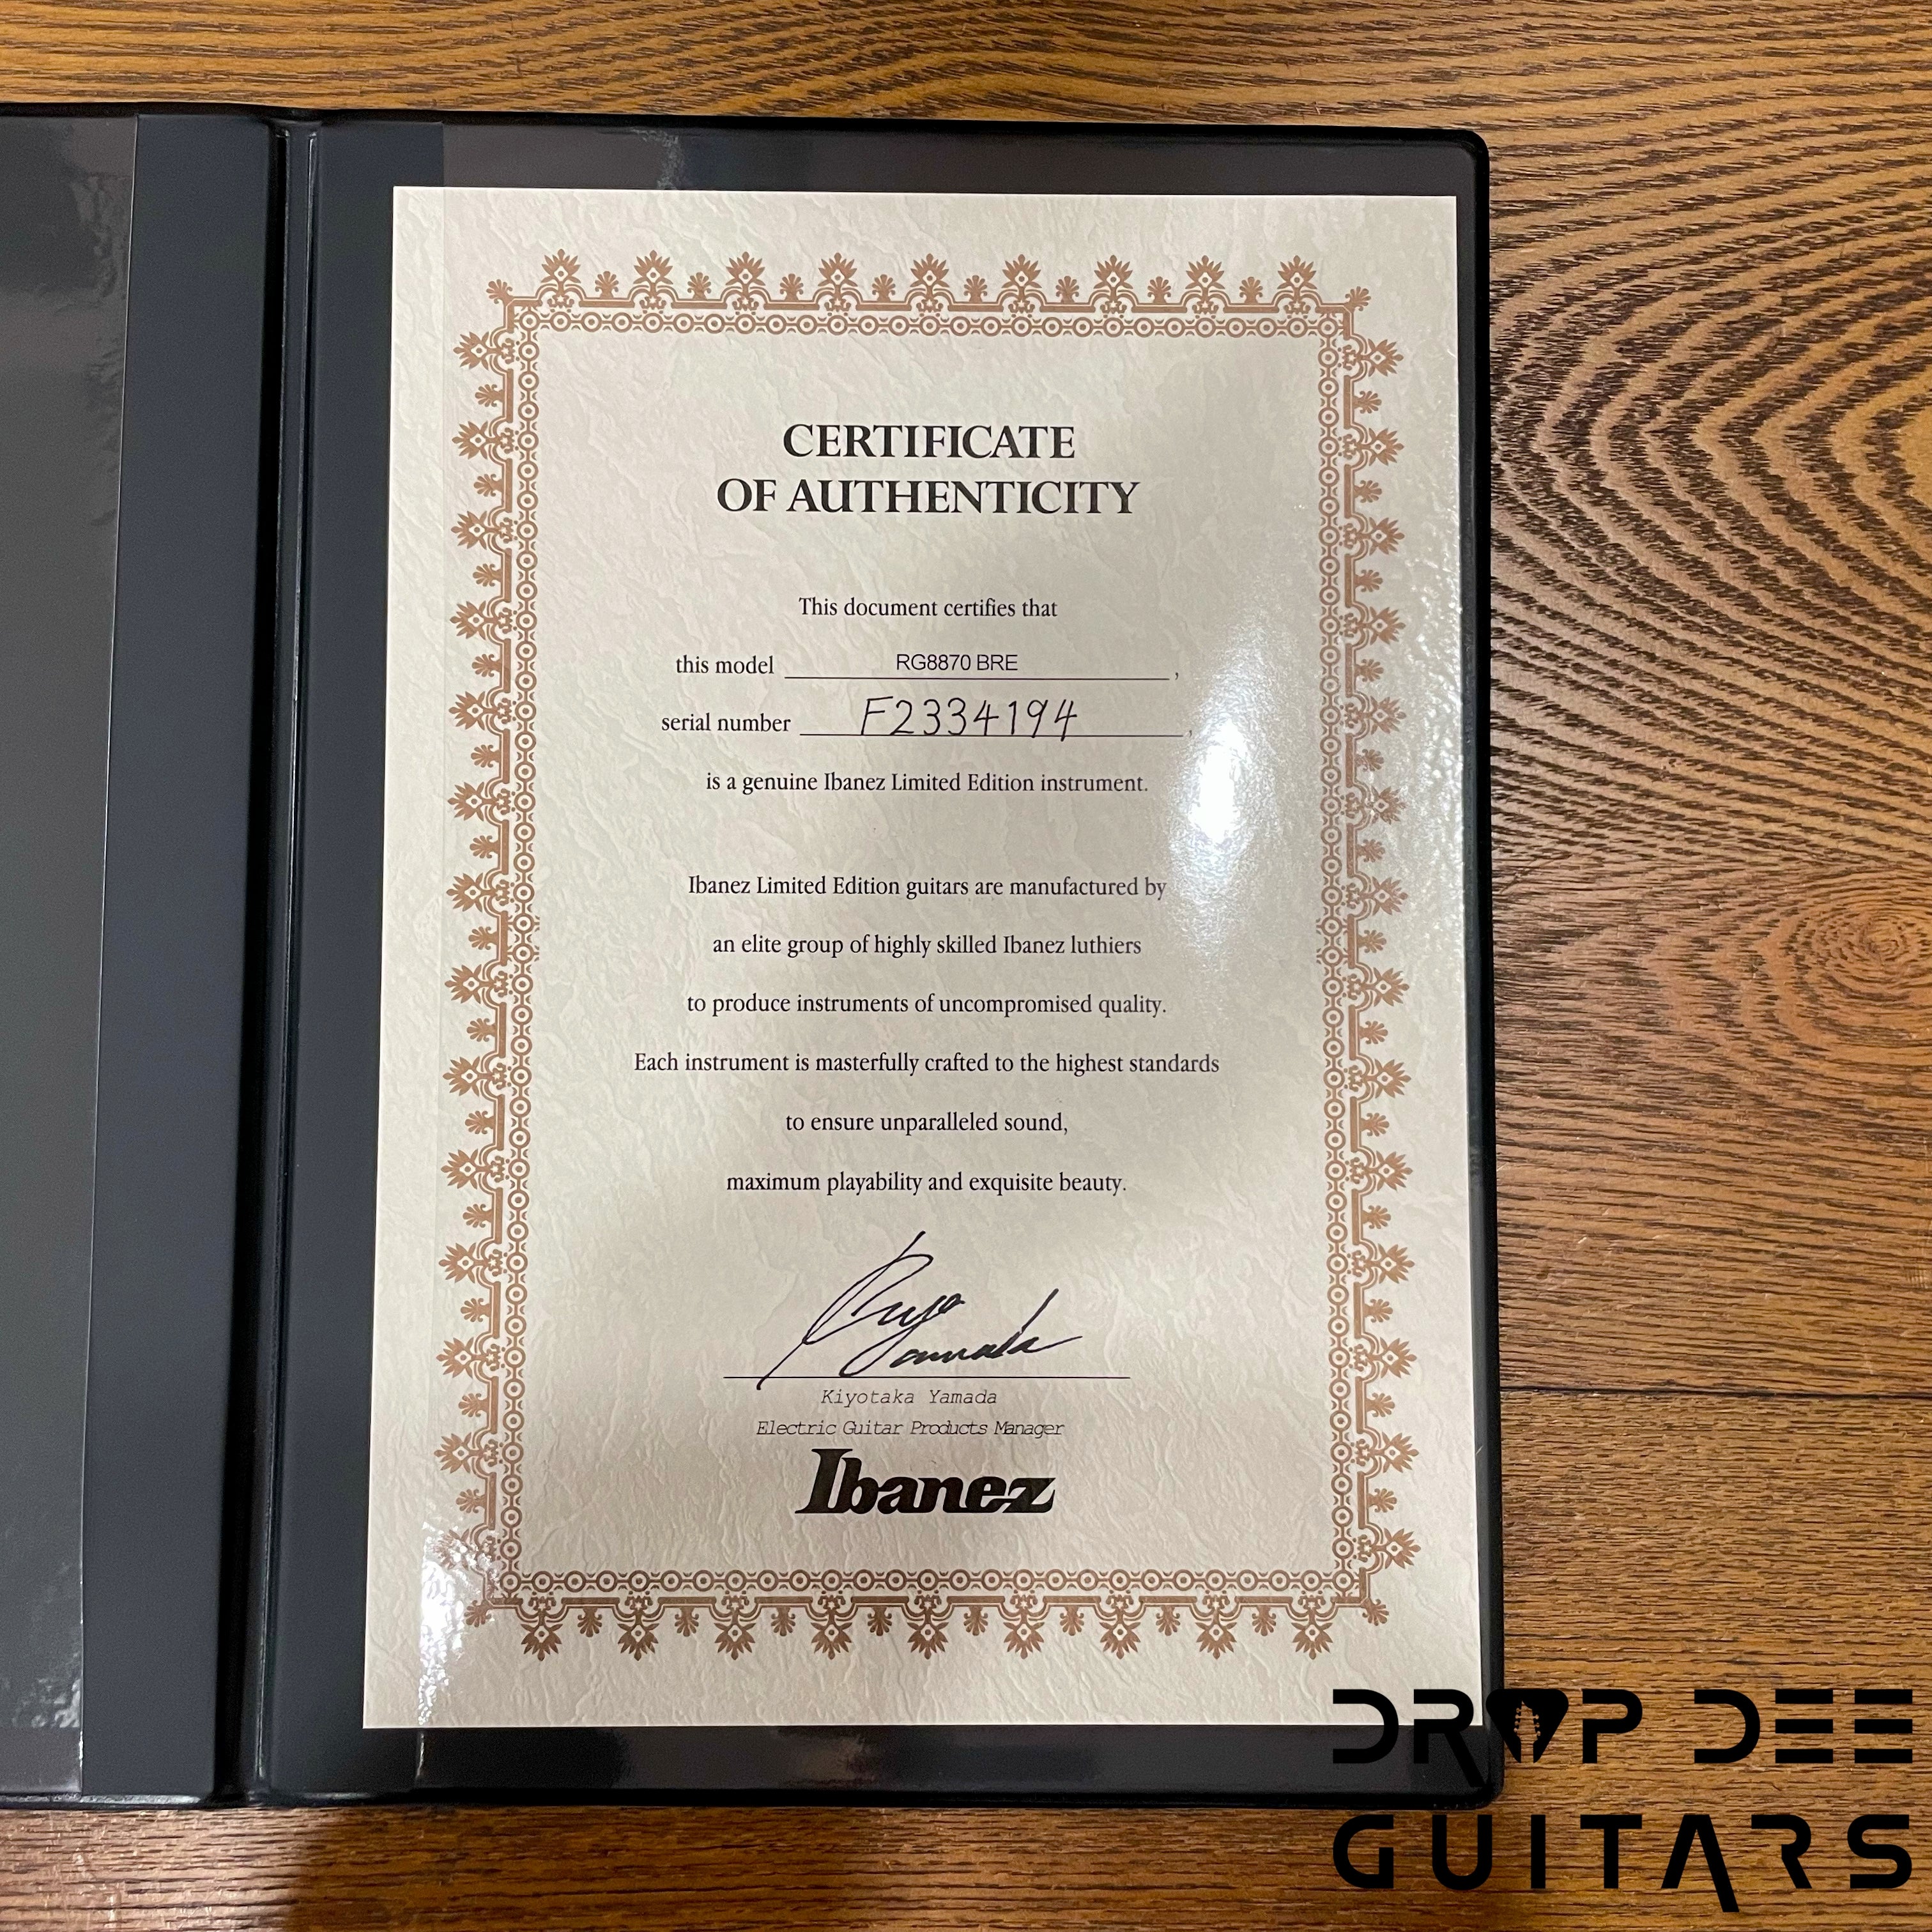 CERTIFICATE
OF AUTHENTICITY
This document certifies that
this model RG8870 BRE,
serial number F2334194,
is a genuine Ibanez Limited Edition instrument.
Ibanez Limited Edition guitars are manufactured by
an elite group of highly skilled Ibanez luthiers
to produce instruments of uncompromised quality.
Each instrument is masterfully crafted to the highest standards
to ensure unparalleled sound,
maximum playability and exquisite beauty.
Kiyo Yamada
Kiyotaka Yamada
Electric Guitar Products Manager
Ibanez
DROP DEE
GUITARS